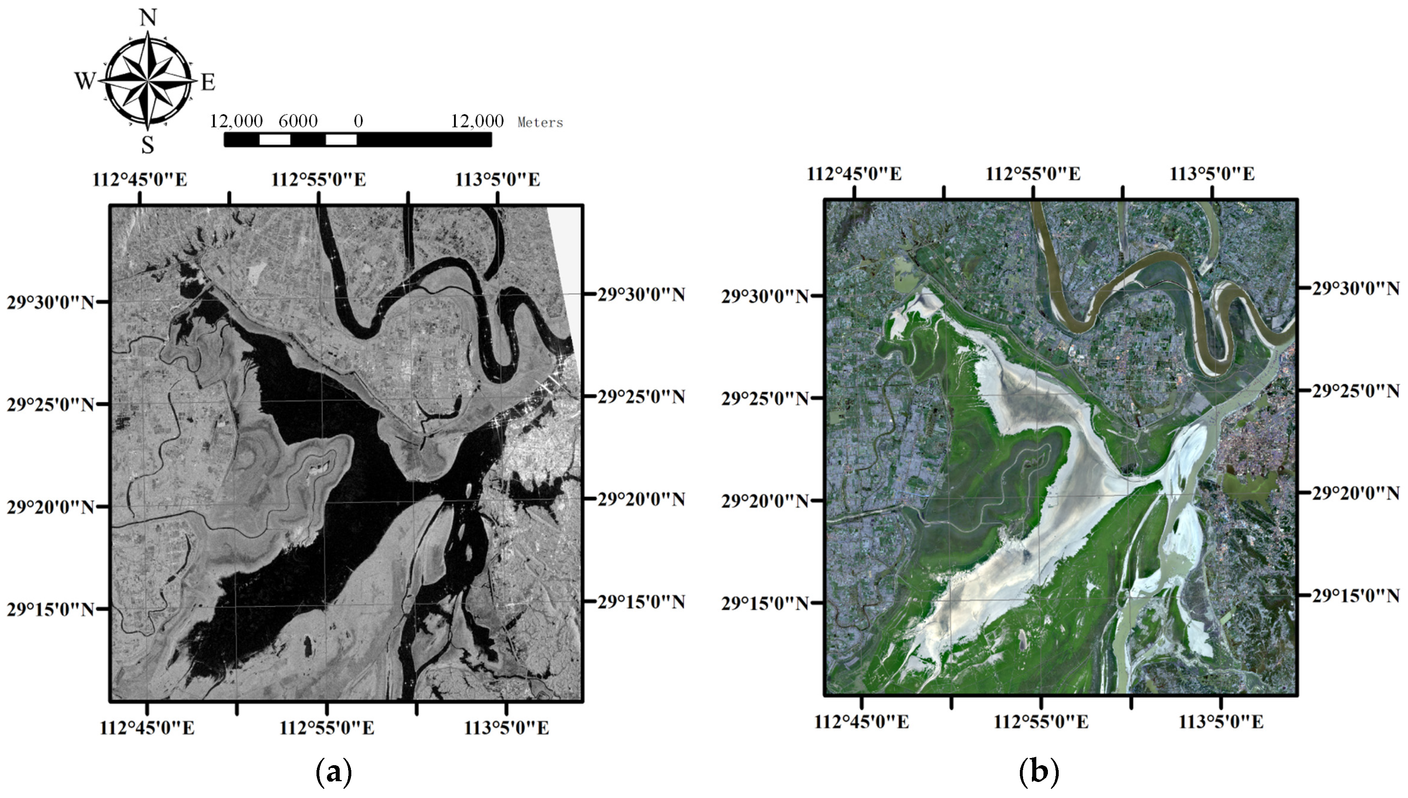 N
W E
S
12,000 6000 0 12,000 Meters
112°45'0"E 112°55'0"E 113°5'0"E
112°45'0"E 112°55'0"E 113°5'0"E
29°30'0"N 29°30'0"N 29°30'0"N 29°30'0"N
29°25'0"N 29°25'0"N 29°25'0"N 29°25'0"N
29°20'0"N 29°20'0"N 29°20'0"N 29°20'0"N
29°15'0"N 29°15'0"N 29°15'0"N 29°15'0"N
112°45'0"E 112°55'0"E 113°5'0"E
112°45'0"E 112°55'0"E 113°5'0"E
(a) (b)